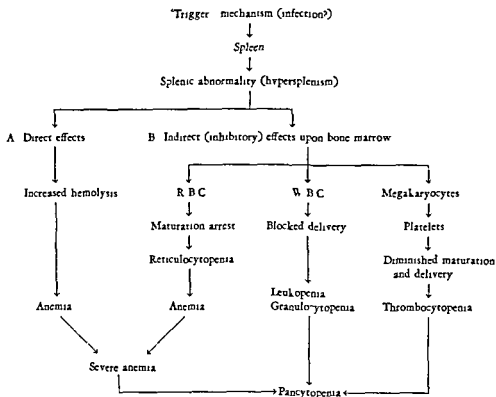 "Trigger mechanism (infection?)
Spleen
Splenic abnormality (hypersplenism)
A Direct effects
B Indirect (inhibitory) effects upon bone marrow
Increased hemolysis
R B C
W B C
Megakaryocytes
Maturation arrest
Blocked delivery
Platelets
Reticulocytopenia
Diminished maturation
and delivery
Leukopenia
Granulocytopenia
Anemia
Anemia
Thrombocytopenia
Severe anemia
Pancytopenia